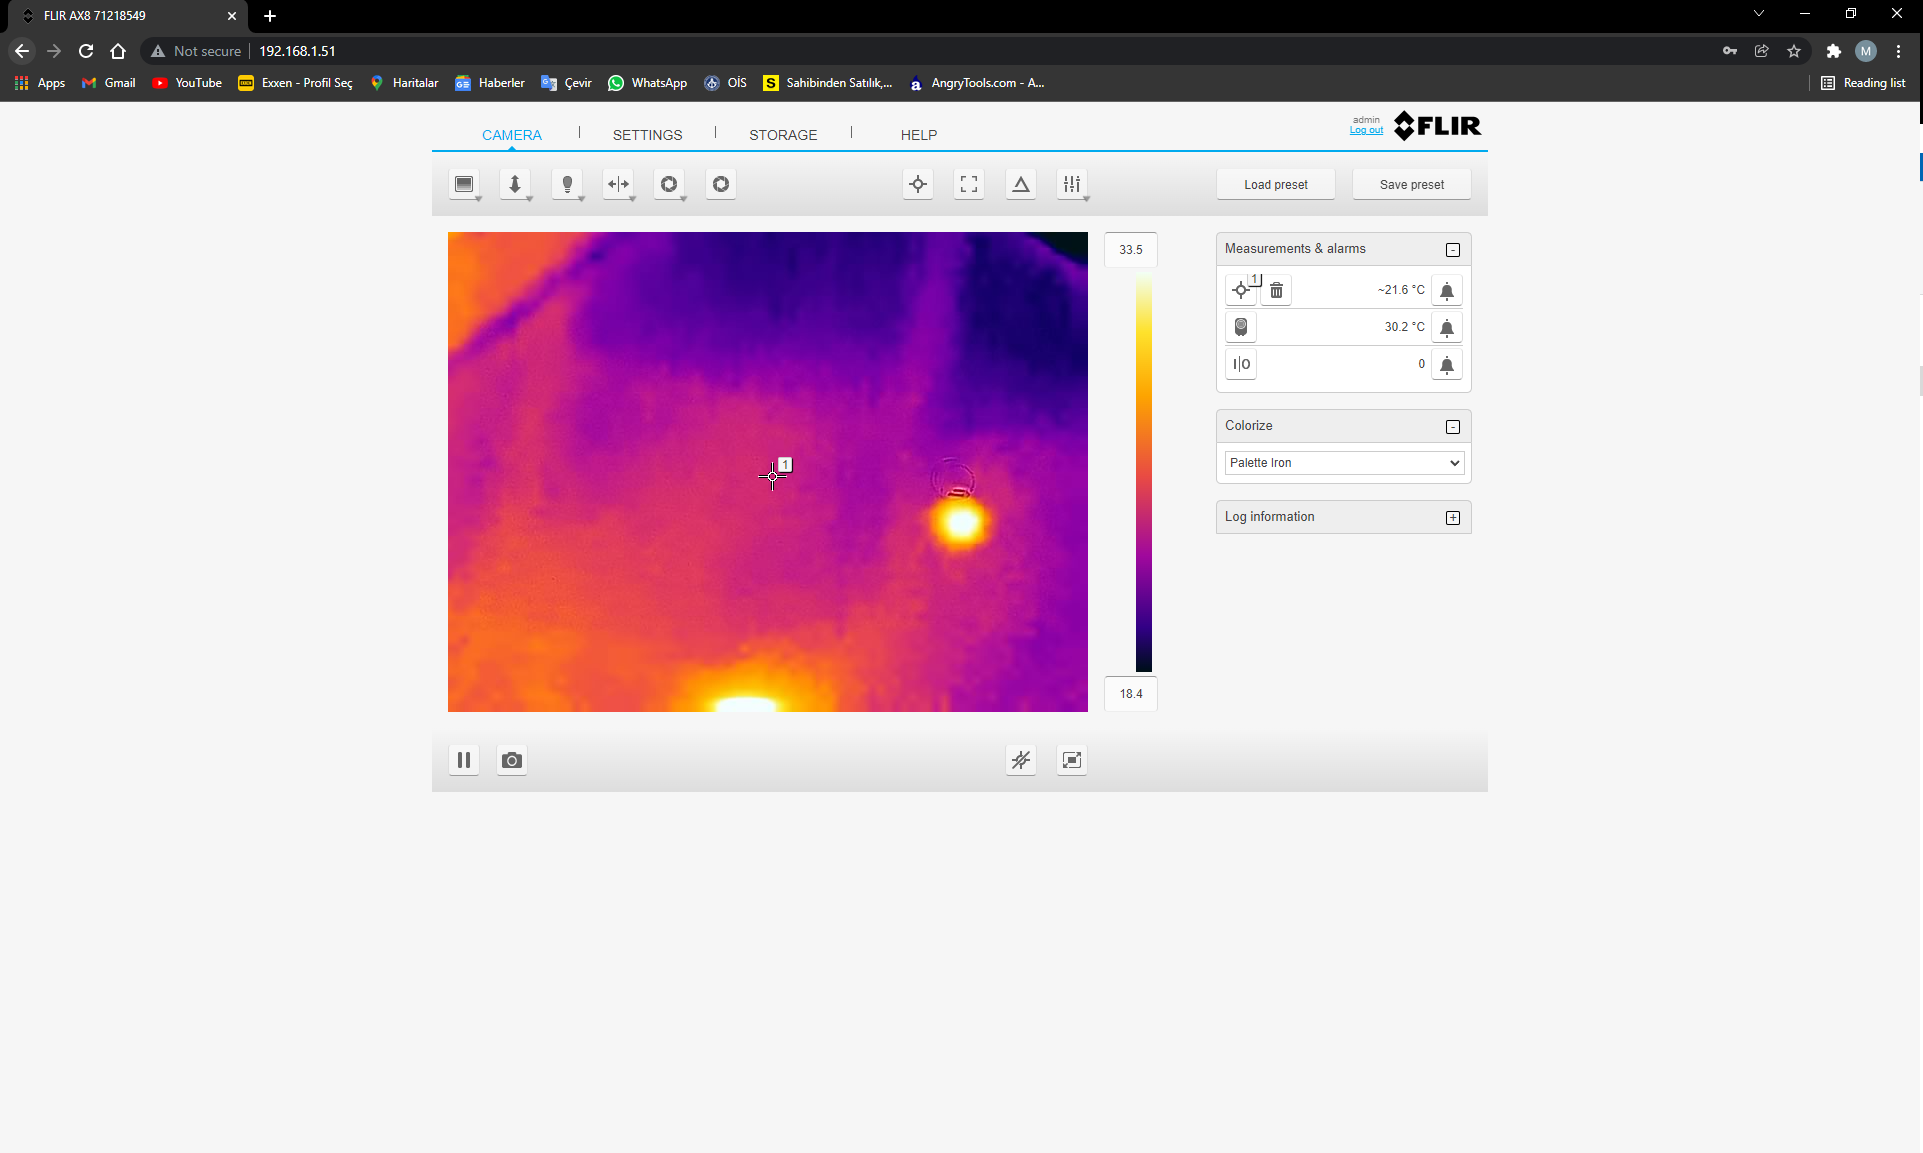 FLIR AX8 71218549
Not secure 192.168.1.51 M
Apps Gmail YouTube Exxen - Profil Seç Haritalar Haberler Çevir WhatsApp OİS Sahibinden Satılık,... AngryTools.com - A... Reading list
CAMERA SETTINGS STORAGE HELP admin
Log out FLIR
Load preset Save preset
33.5 Measurements & alarms
1 ~21.6 °C
30.2 °C
I|O 0
Colorize
1 Palette Iron
Log information
18.4